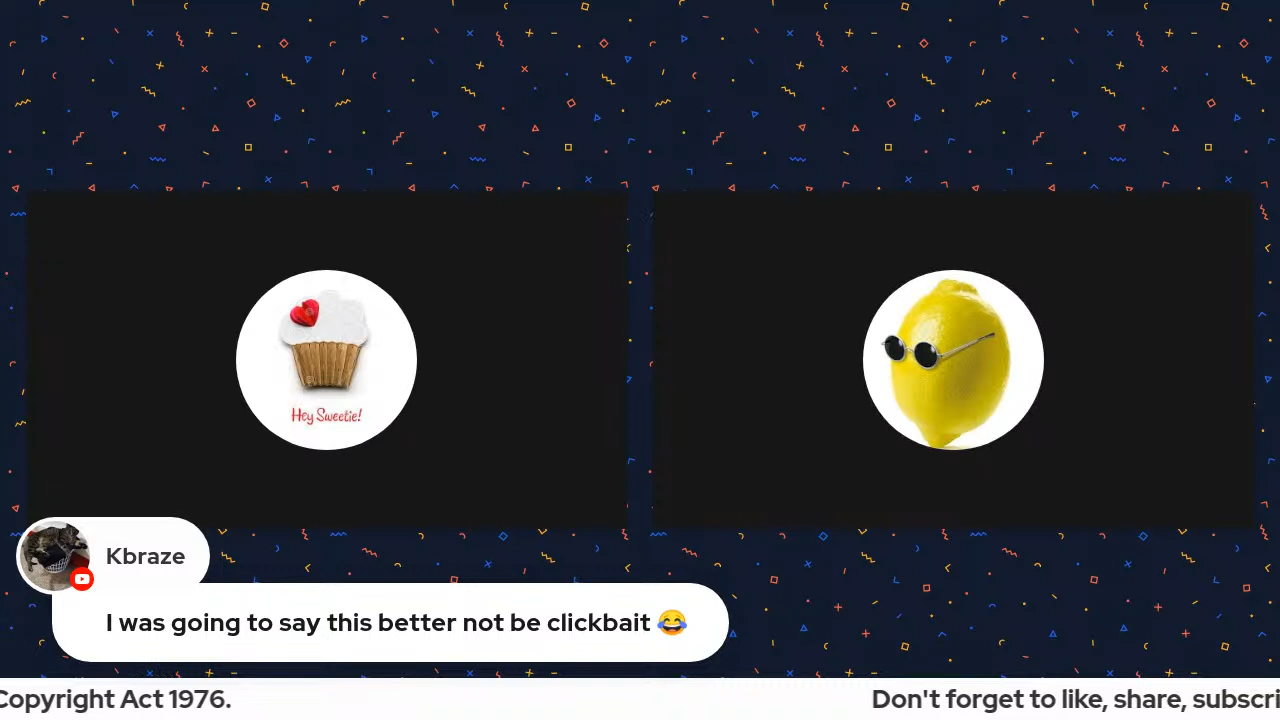 Hey Sweetie!
Kbraze
I was going to say this better not be clickbait 😂
Copyright Act 1976.
Don't forget to like, share, subscri